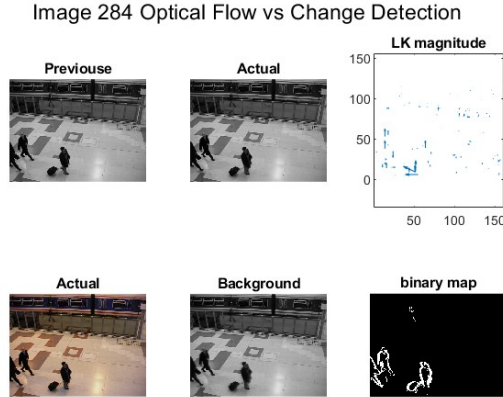 Image 284 Optical Flow vs Change Detection
Previouse
Actual
LK magnitude
150
100
50
0
50
100
150
Actual
Background
binary map